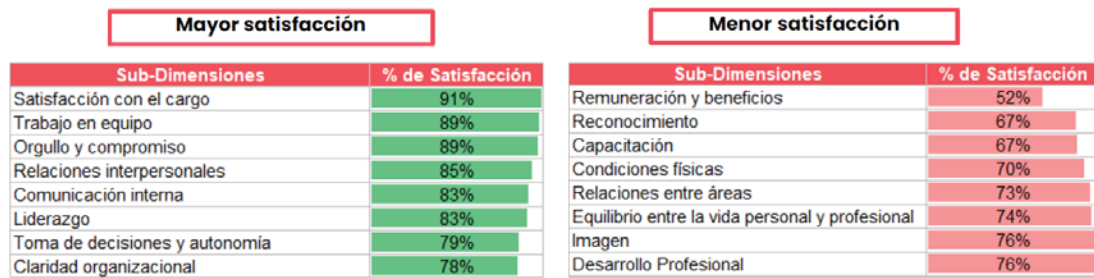 Mayor satisfacción
Sub-Dimensiones % de Satisfacción
Satisfacción con el cargo 91%
Trabajo en equipo 89%
Orgullo y compromiso 89%
Relaciones interpersonales 85%
Comunicación interna 83%
Liderazgo 83%
Toma de decisiones y autonomía 79%
Claridad organizacional 78%
Menor satisfacción
Sub-Dimensiones % de Satisfacción
Remuneración y beneficios 52%
Reconocimiento 67%
Capacitación 67%
Condiciones físicas 70%
Relaciones entre áreas 73%
Equilibrio entre la vida personal y profesional 74%
Imagen 76%
Desarrollo Profesional 76%